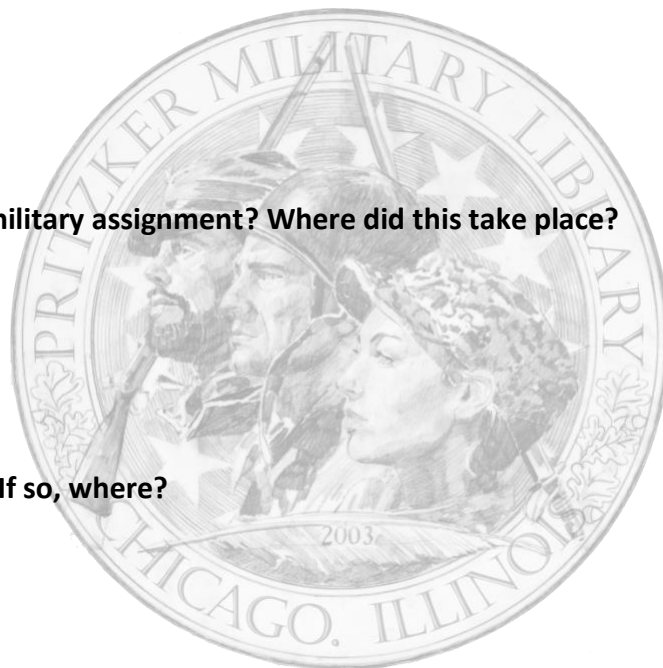 PRITZKER MILITARY LIBRARY
military assignment? Where did this take place?
If so, where?
2003
CHICAGO, ILLINOIS